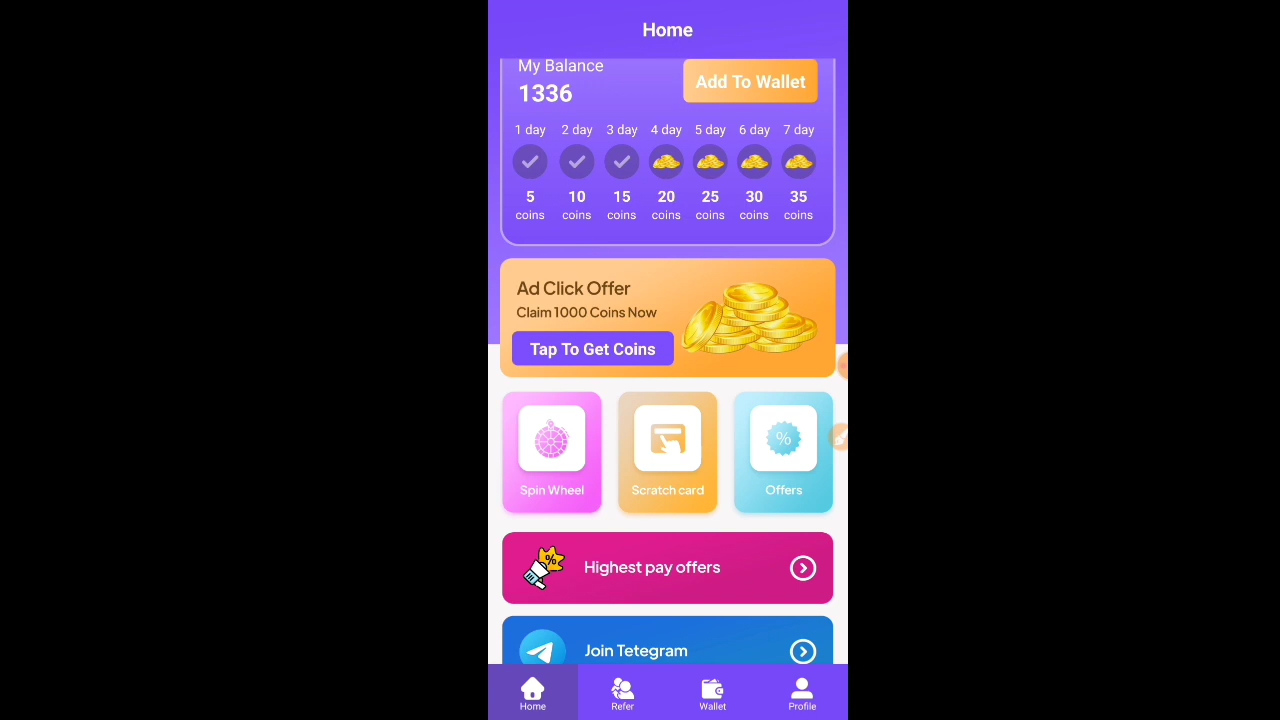 Home
My Balance
1336
Add To Wallet
1 day 2 day 3 day 4 day 5 day 6 day 7 day
5 10 15 20 25 30 35
coins coins coins coins coins coins coins
Ad Click Offer
Claim 1000 Coins Now
Tap To Get Coins
%
Spin Wheel Scratch card Offers
%
Highest pay offers
Join Tetegram
Home Refer Wallet Profile